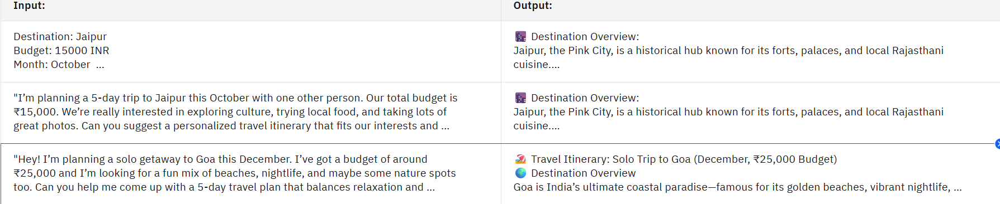 Input:
Output:
Destination: Jaipur
Budget: 15000 INR
Month: October  ...
🌆 Destination Overview:
Jaipur, the Pink City, is a historical hub known for its forts, palaces, and local Rajasthani
cuisine....
"I’m planning a 5-day trip to Jaipur this October with one other person. Our total budget is
₹15,000. We’re really interested in exploring culture, trying local food, and taking lots of
great photos. Can you suggest a personalized travel itinerary that fits our interests and ...
🌆 Destination Overview:
Jaipur, the Pink City, is a historical hub known for its forts, palaces, and local Rajasthani
cuisine....
"Hey! I’m planning a solo getaway to Goa this December. I’ve got a budget of around
₹25,000 and I’m looking for a fun mix of beaches, nightlife, and maybe some nature spots
too. Can you help me come up with a 5-day travel plan that balances relaxation and ...
🏖️ Travel Itinerary: Solo Trip to Goa (December, ₹25,000 Budget)
🌍 Destination Overview
Goa is India’s ultimate coastal paradise—famous for its golden beaches, vibrant nightlife, ...